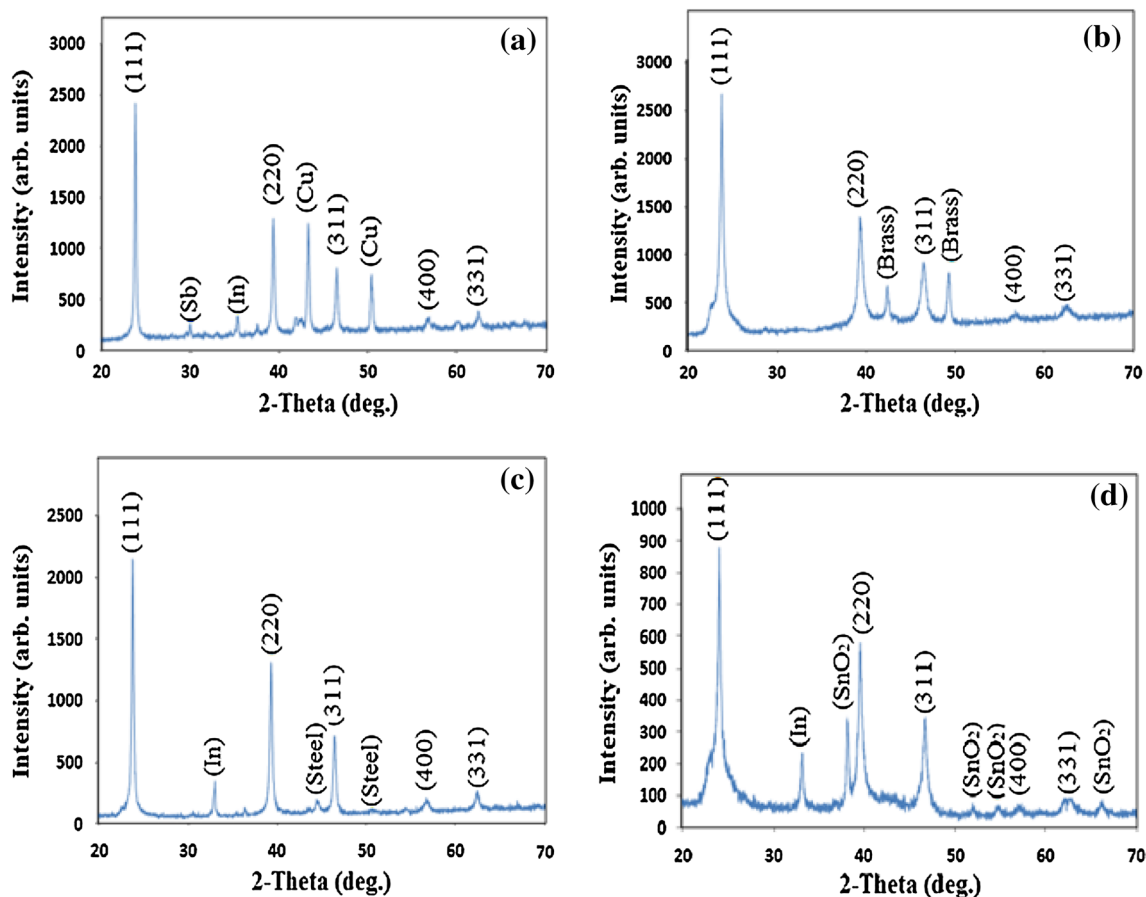 (a)
Intensity (arb. units)
3000
2500
2000
1500
1000
500
0
(111)
(Sb)
(In)
(220)
(Cu)
(311)
(Cu)
(400)
(331)
20 30 40 50 60 70
2-Theta (deg.)
(b)
Intensity (arb. units)
3000
2500
2000
1500
1000
500
0
(111)
(220)
(Brass)
(311)
(Brass)
(400)
(331)
20 30 40 50 60 70
2-Theta (deg.)
(c)
Intensity (arb. units)
2500
2000
1500
1000
500
0
(111)
(In)
(220)
(Steel)
(311)
(Steel)
(400)
(331)
20 30 40 50 60 70
2-Theta (deg.)
(d)
Intensity (arb. units)
1000
900
800
700
600
500
400
300
200
100
0
(111)
(In)
(SnO₂)
(220)
(311)
(SnO₂)
(SnO₂)
(400)
(331)
(SnO₂)
20 30 40 50 60 70
2-Theta (deg.)